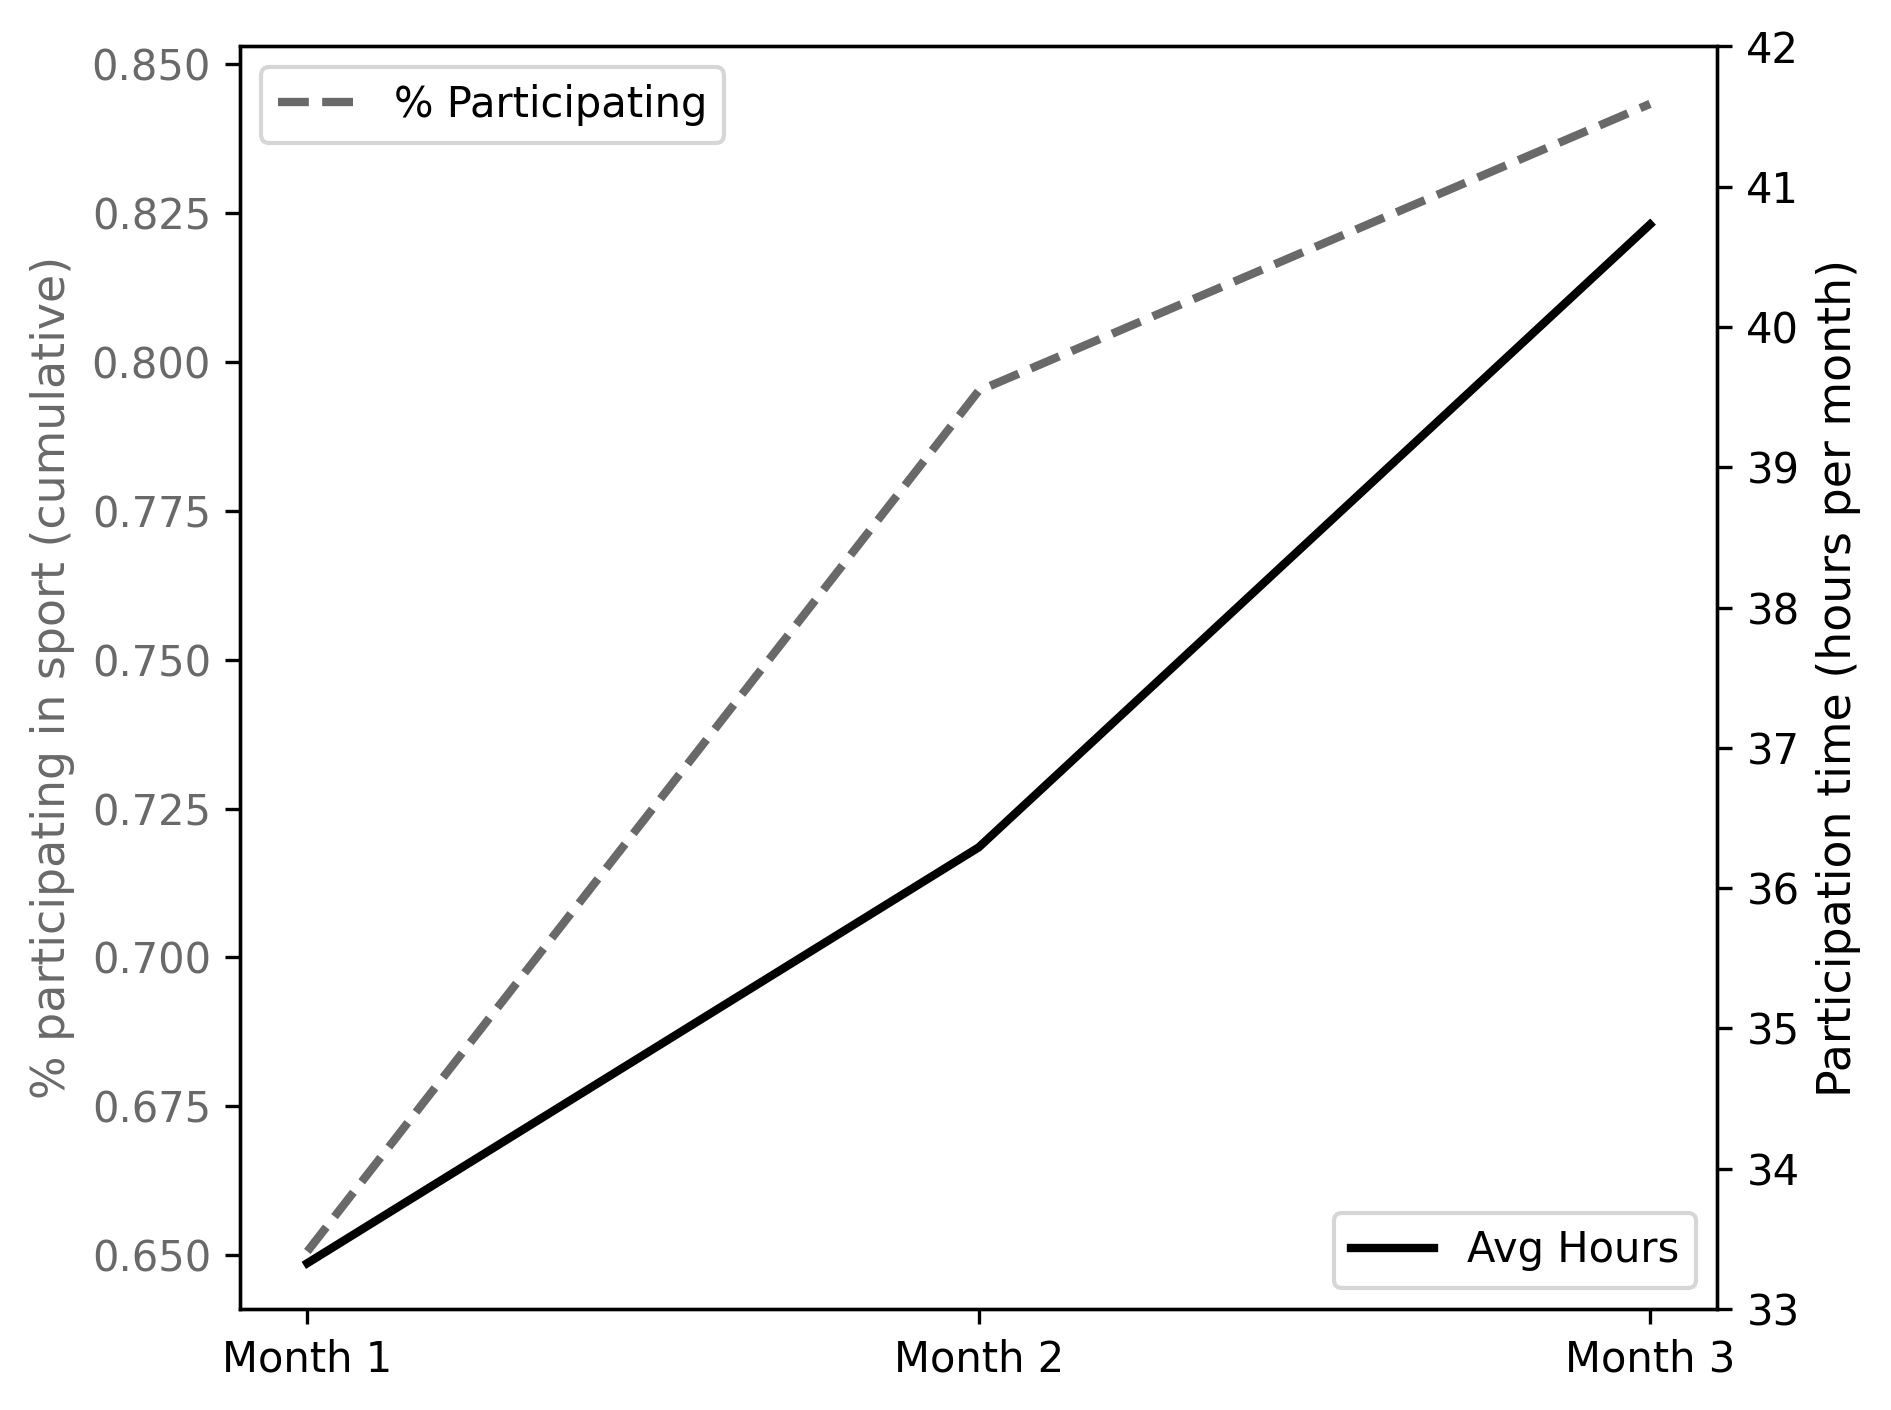 % participating in sport (cumulative)
0.850
0.825
0.800
0.775
0.750
0.725
0.700
0.675
0.650
% Participating
Avg Hours
42
41
40
39
38
37
36
35
34
33
Participation time (hours per month)
Month 1
Month 2
Month 3